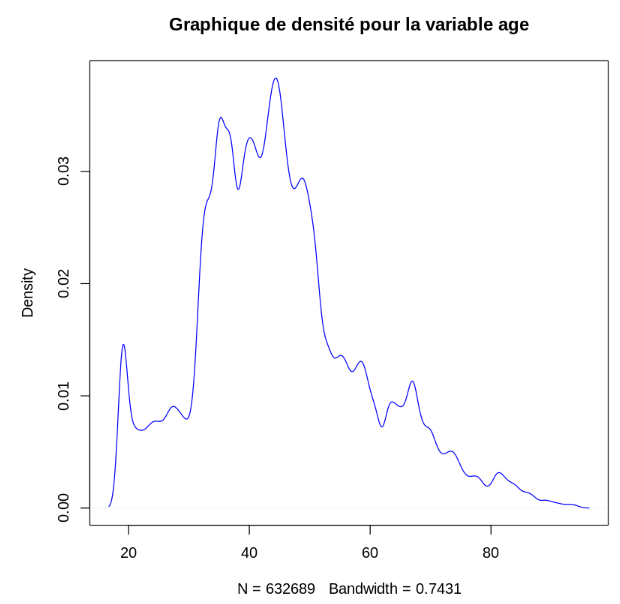 Graphique de densité pour la variable age
Density
0.03
0.02
0.01
0.00
20 40 60 80
N = 632689 Bandwidth = 0.7431